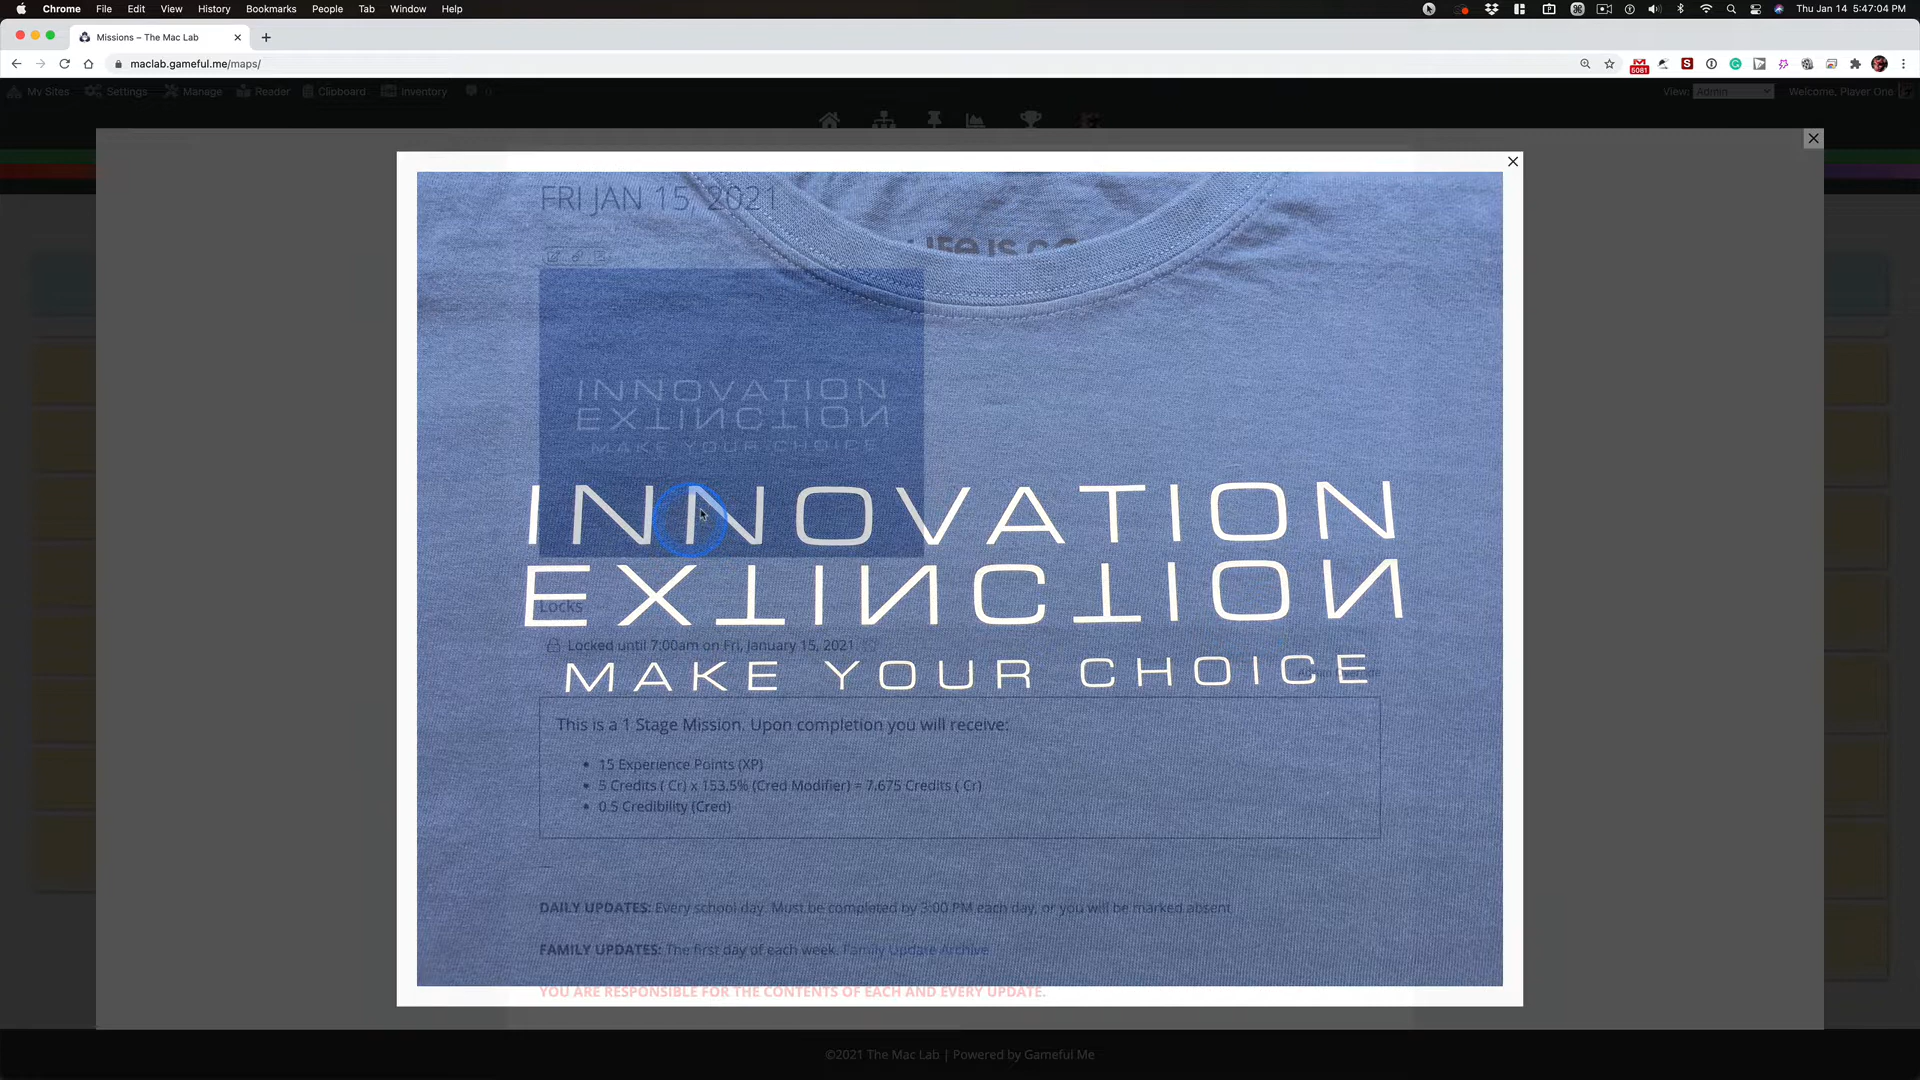 Chrome File Edit View History Bookmarks People Tab Window Help
Thu Jan 14 5:47:04 PM
Missions – The Mac Lab
maclab.gameful.me/maps/
5081
My Sites Settings Manage Reader Clipboard Inventory 0
View: Admin Welcome, Player One
FRI JAN 15, 2021
INNOVATION
EXTINCTION
MAKE YOUR CHOICE
INNOVATION
EXTINCTION
MAKE YOUR CHOICE
Locks
Locked until 7:00am on Fri, January 15, 2021.
Admin Override
This is a 1 Stage Mission. Upon completion you will receive:
• 15 Experience Points (XP)
• 5 Credits ( Cr) x 153.5% (Cred Modifier) = 7.675 Credits ( Cr)
• 0.5 Credibility (Cred)
DAILY UPDATES: Every school day. Must be completed by 3:00 PM each day, or you will be marked absent
FAMILY UPDATES: The first day of each week. Family Update Archive
YOU ARE RESPONSIBLE FOR THE CONTENTS OF EACH AND EVERY UPDATE.
©2021 The Mac Lab | Powered by Gameful Me